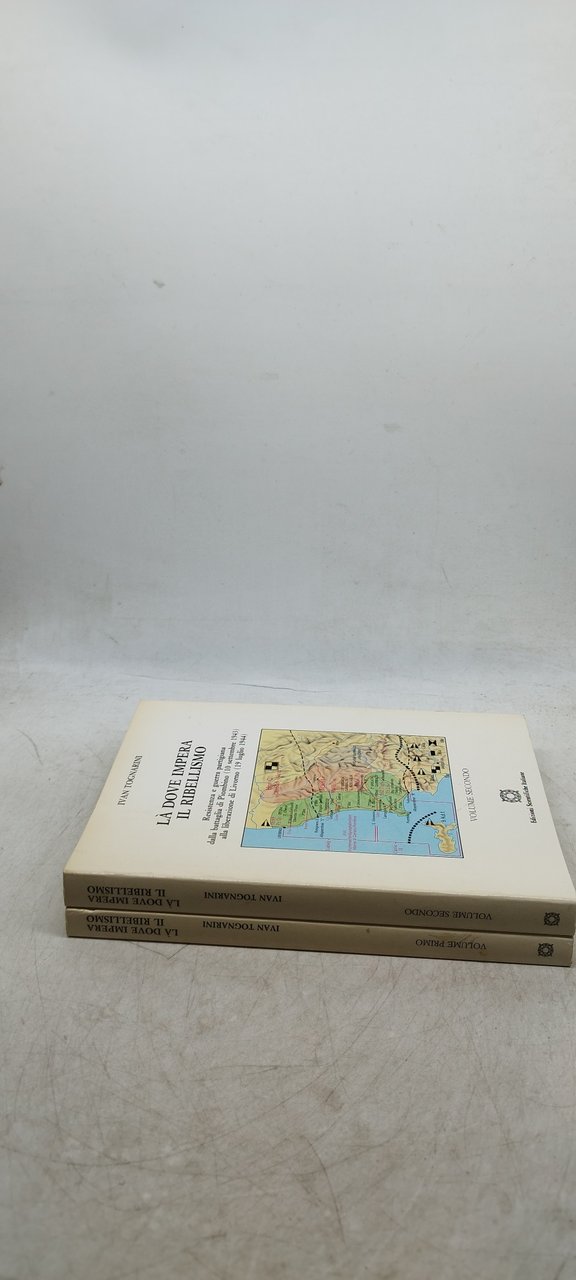 IVAN TOGNARINI
LÀ DOVE IMPERA
IL RIBELLISMO
Resistenza e guerra partigiana
dalla battaglia di Piombino (10 settembre 1943)
alla liberazione di Livorno (19 luglio 1944)
VOLUME SECONDO
Edizioni Scientifiche Italiane
LÀ DOVE IMPERA
IL RIBELLISMO
IVAN TOGNARINI
VOLUME SECONDO
LÀ DOVE IMPERA
IL RIBELLISMO
IVAN TOGNARINI
VOLUME PRIMO